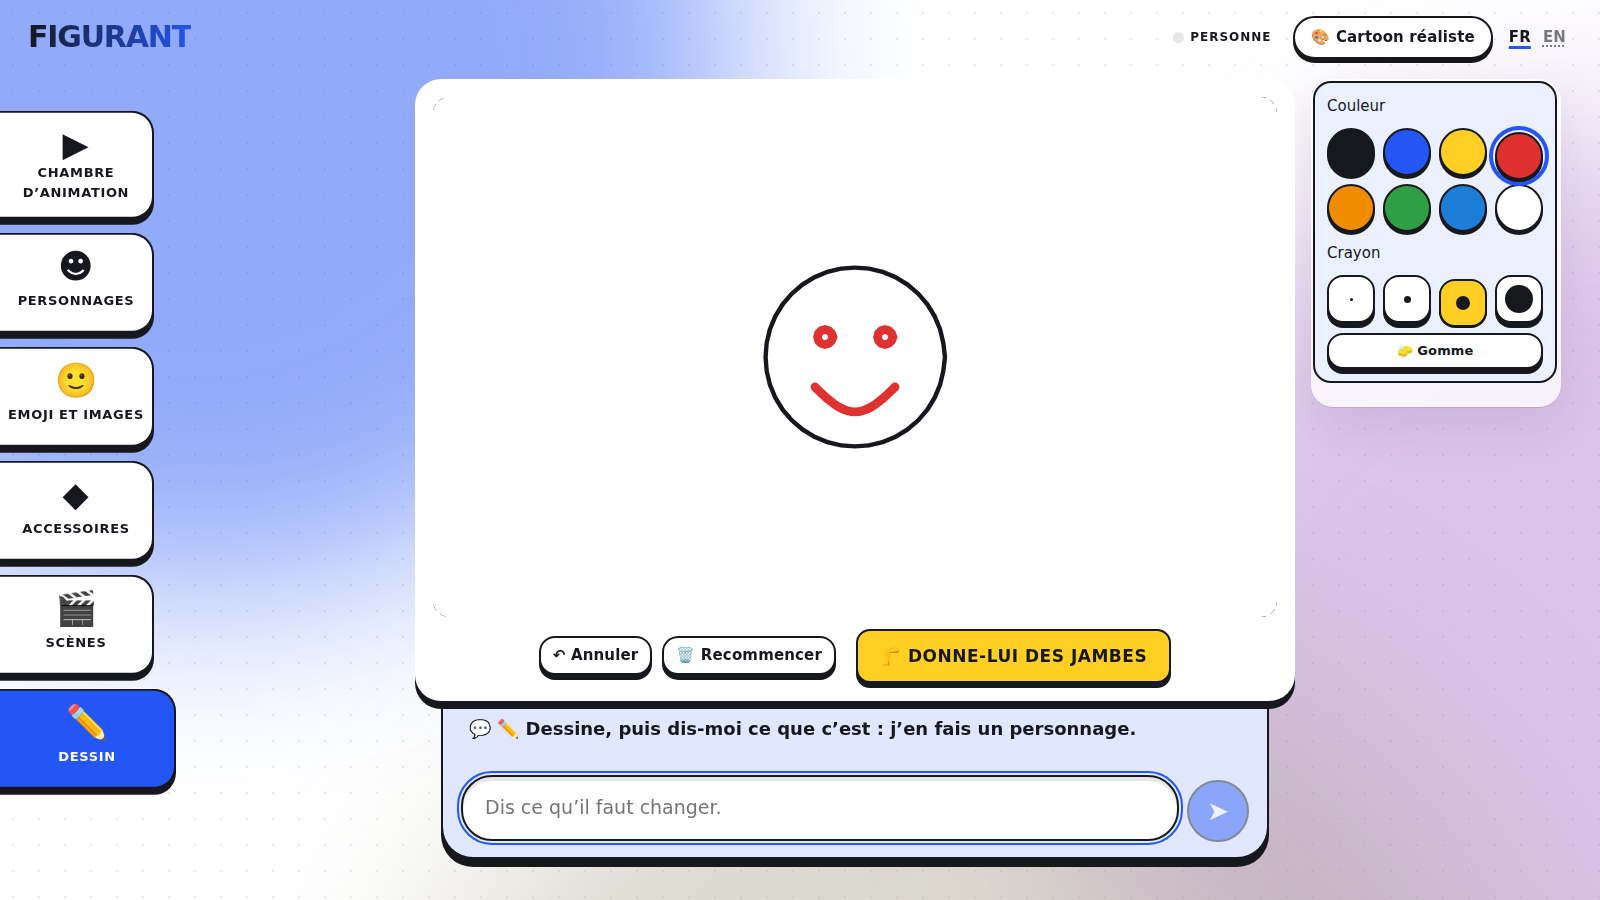 FIGURANT
PERSONNE
Cartoon réaliste
FR EN
CHAMBRE
D’ANIMATION
PERSONNAGES
EMOJI ET IMAGES
ACCESSOIRES
SCÈNES
DESSIN
Couleur
Crayon
Gomme
Annuler
Recommencer
DONNE-LUI DES JAMBES
Dessine, puis dis-moi ce que c’est : j’en fais un personnage.
Dis ce qu’il faut changer.